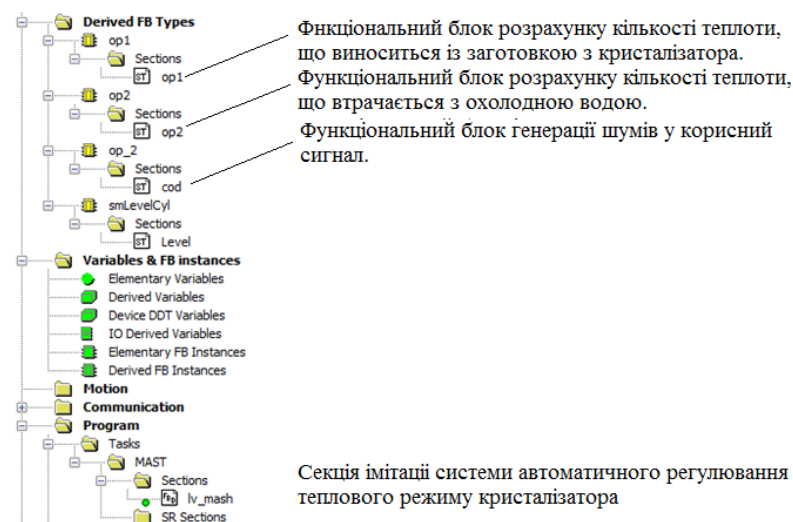 Derived FB Types
op1
Sections
op1
op2
Sections
op2
op_2
Sections
cod
smLevelCyl
Sections
Level
Variables & FB instances
Elementary Variables
Derived Variables
Device DDT Variables
IO Derived Variables
Elementary FB Instances
Derived FB Instances
Motion
Communication
Program
Tasks
MAST
Sections
lv_mash
SR Sections
Фнкціональний блок розрахунку кількості теплоти,
що виноситься із заготовкою з кристалізатора.
Функціональний блок розрахунку кількості теплоти,
що втрачається з охолодною водою.
Функціональний блок генерації шумів у корисний
сигнал.
Секція імітації системи автоматичного регулювання
теплового режиму кристалізатора